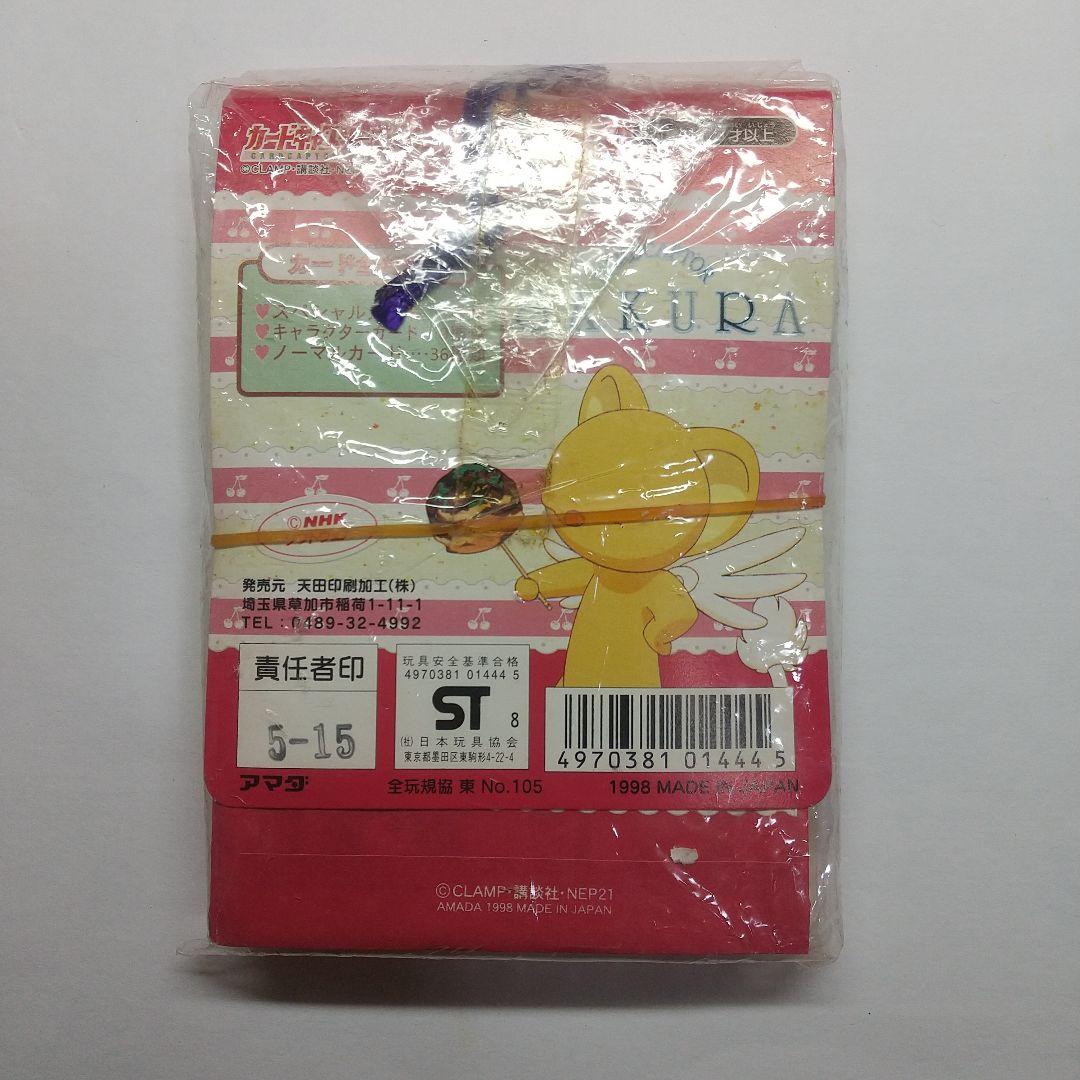 カードキャプ
CARDCAPTO
©CLAMP・講談社・N
才以上
カード全
♥スペシャル
♥キャラクターカード
♥ノーマルカード…36
KURA
©NHK
発売元 天田印刷加工(株)
埼玉県草加市稲荷1-11-1
TEL:0489-32-4992
責任者印
5-15
玩具安全基準合格
4970381 01444 5
ST 8
(社)日本玩具協会
東京都墨田区東駒形4-22-4
4970381 014445
アマダ
全玩規協 東 No.105
1998 MADE IN JAPAN
©CLAMP・講談社・NEP21
AMADA 1998 MADE IN JAPAN